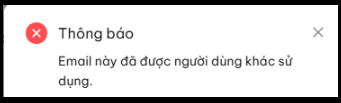 Thông báo
Email này đã được người dùng khác sử
dụng.